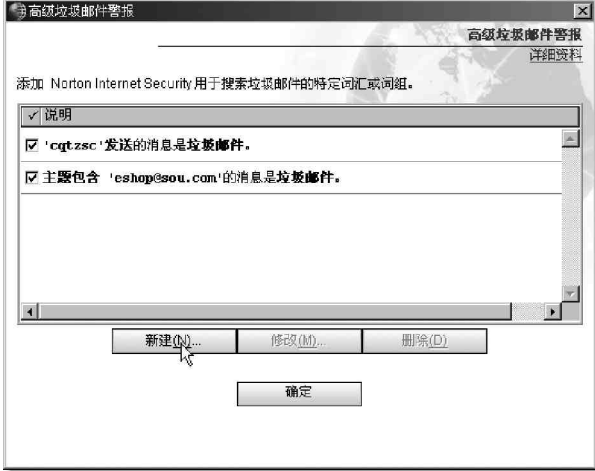 高级垃圾邮件警报
高级垃圾邮件警报
详细资料
添加 Norton Internet Security 用于搜索垃圾邮件的特定词汇或词组。
说明
'cqtzsc'发送的消息是垃圾邮件。
主题包含 'eshop@sou.com'的消息是垃圾邮件。
新建(N)... 修改(M)... 删除(D)
确定